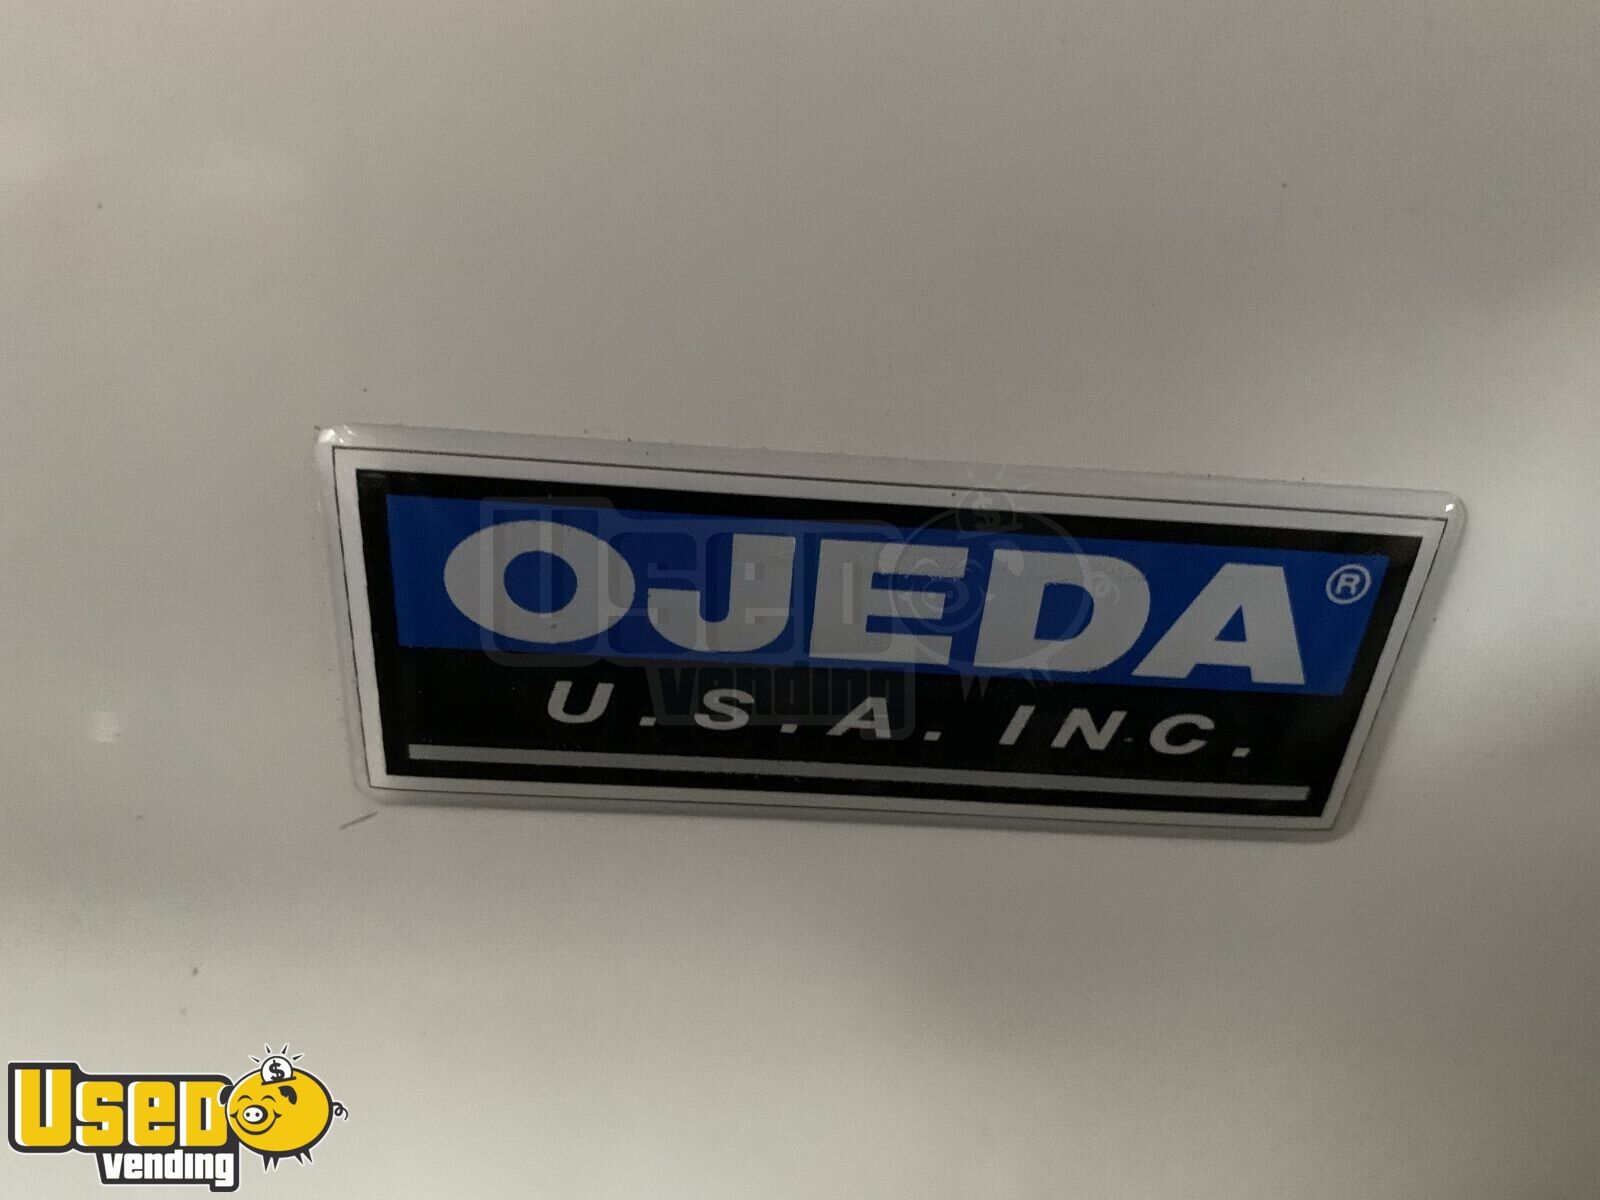 OJEDA®
U.S.A. INC.
USED
vending
USED
vending